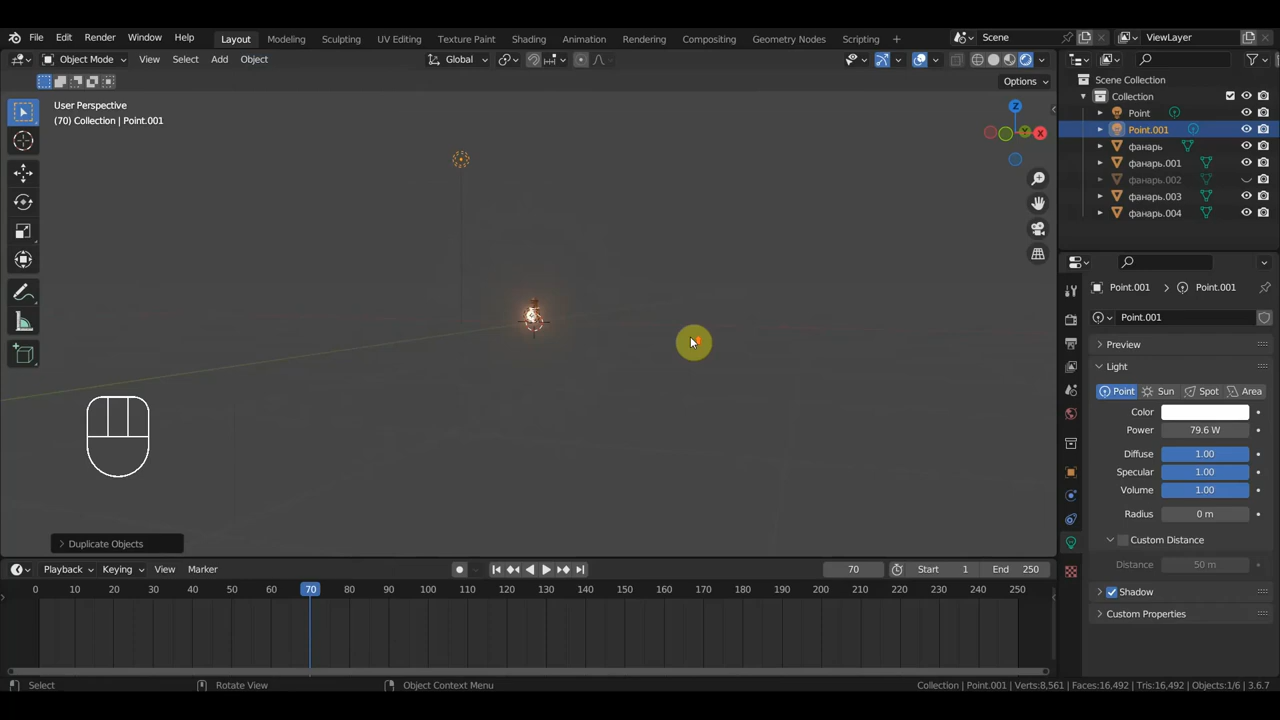 File Edit Render Window Help Layout Modeling Sculpting UV Editing Texture Paint Shading Animation Rendering Compositing Geometry Nodes Scripting + Scene ViewLayer
Object Mode View Select Add Object Global
Options
User Perspective
(70) Collection | Point.001
Z
Y
X
Scene Collection
Collection
Point
Point.001
фанарь
фанарь.001
фанарь.002
фанарь.003
фанарь.004
Point.001 > Point.001
Point.001
Preview
Light
Point Sun Spot Area
Color
Power 79.6 W
Diffuse 1.00
Specular 1.00
Volume 1.00
Radius 0 m
Custom Distance
Distance 50 m
Shadow
Custom Properties
Duplicate Objects
Playback Keying View Marker 70 Start 1 End 250
0 10 20 30 40 50 60 70 80 90 100 110 120 130 140 150 160 170 180 190 200 210 220 230 240 250
Select Rotate View Object Context Menu Collection | Point.001 | Verts:8,561 | Faces:16,492 | Tris:16,492 | Objects:1/6 | 3.6.7